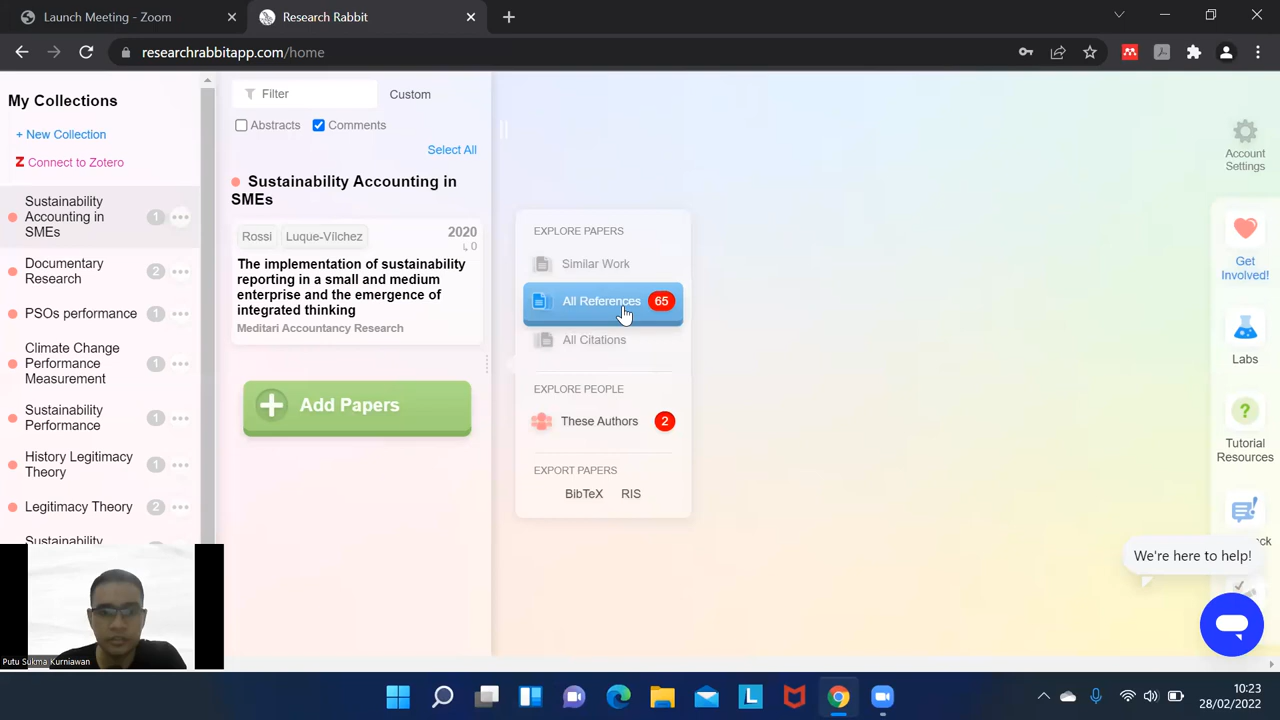 Launch Meeting - Zoom
Research Rabbit
researchrabbitapp.com/home
My Collections
+ New Collection
Z Connect to Zotero
Sustainability
Accounting in
SMEs
1
Documentary
Research
2
PSOs performance
1
Climate Change
Performance
Measurement
1
Sustainability
Performance
1
History Legitimacy
Theory
1
Legitimacy Theory
2
Sustainability
Putu Sukma Kurniawan
Filter
Custom
Abstracts
Comments
Select All
Sustainability Accounting in
SMEs
Rossi
Luque-Vílchez
2020
0
The implementation of sustainability
reporting in a small and medium
enterprise and the emergence of
integrated thinking
Meditari Accountancy Research
Add Papers
EXPLORE PAPERS
Similar Work
All References 65
All Citations
EXPLORE PEOPLE
These Authors 2
EXPORT PAPERS
BibTeX RIS
Account
Settings
Get
Involved!
Labs
?
Tutorial
Resources
ck
We're here to help!
L
10:23
28/02/2022